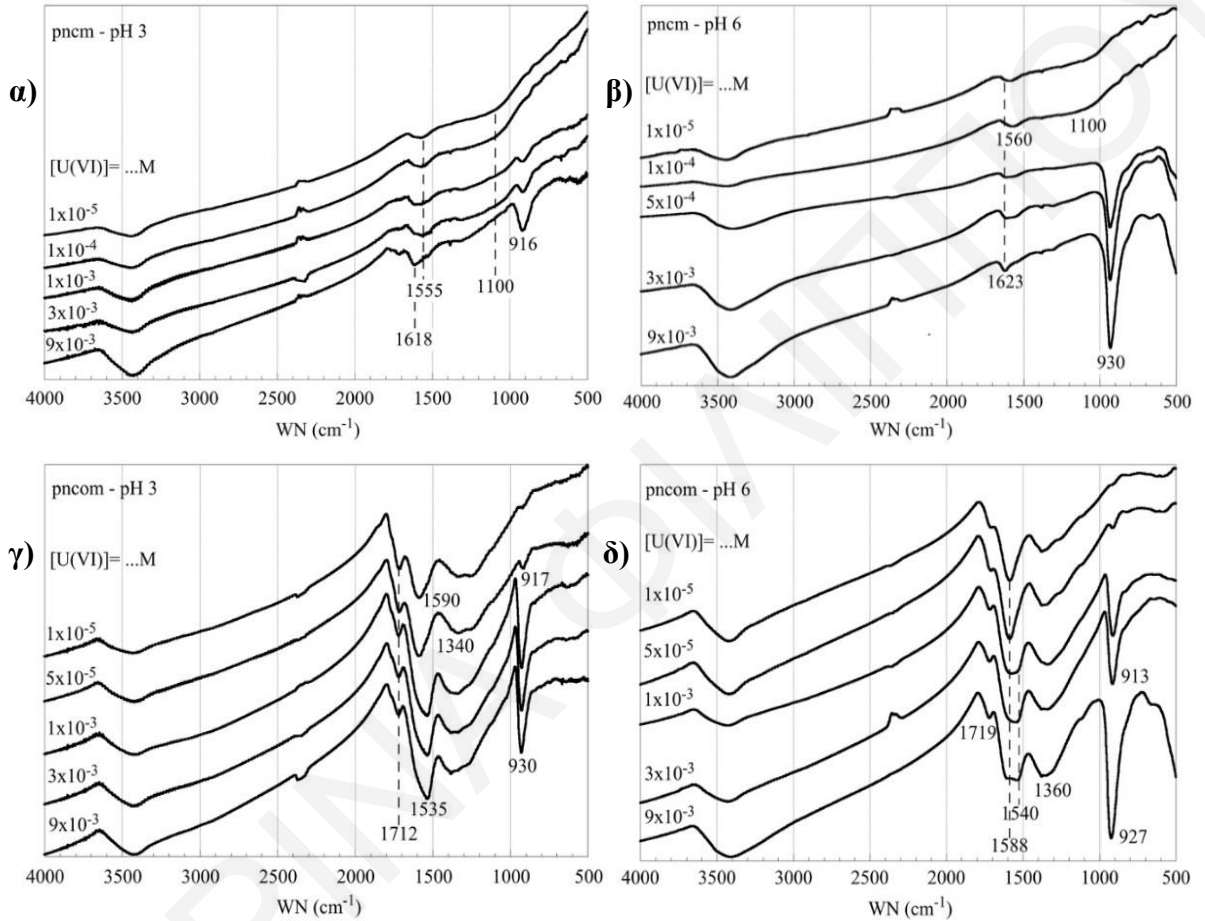 α)
pncm - pH 3
[U(VI)]= ...M
1x10⁻⁵
1x10⁻⁴
1x10⁻³
3x10⁻³
9x10⁻³
916
1555
1100
1618
4000 3500 3000 2500 2000 1500 1000 500
WN (cm⁻¹)
β)
pncm - pH 6
[U(VI)]= ...M
1x10⁻⁵
1x10⁻⁴
5x10⁻⁴
3x10⁻³
9x10⁻³
1560
1100
1623
930
4000 3500 3000 2500 2000 1500 1000 500
WN (cm⁻¹)
γ)
pncom - pH 3
[U(VI)]= ...M
1x10⁻⁵
5x10⁻⁵
1x10⁻³
3x10⁻³
9x10⁻³
917
1590
1340
930
1535
1712
4000 3500 3000 2500 2000 1500 1000 500
WN (cm⁻¹)
δ)
pncom - pH 6
[U(VI)]= ...M
1x10⁻⁵
5x10⁻⁵
1x10⁻³
3x10⁻³
9x10⁻³
913
1719
1360
1540
1588
927
4000 3500 3000 2500 2000 1500 1000 500
WN (cm⁻¹)